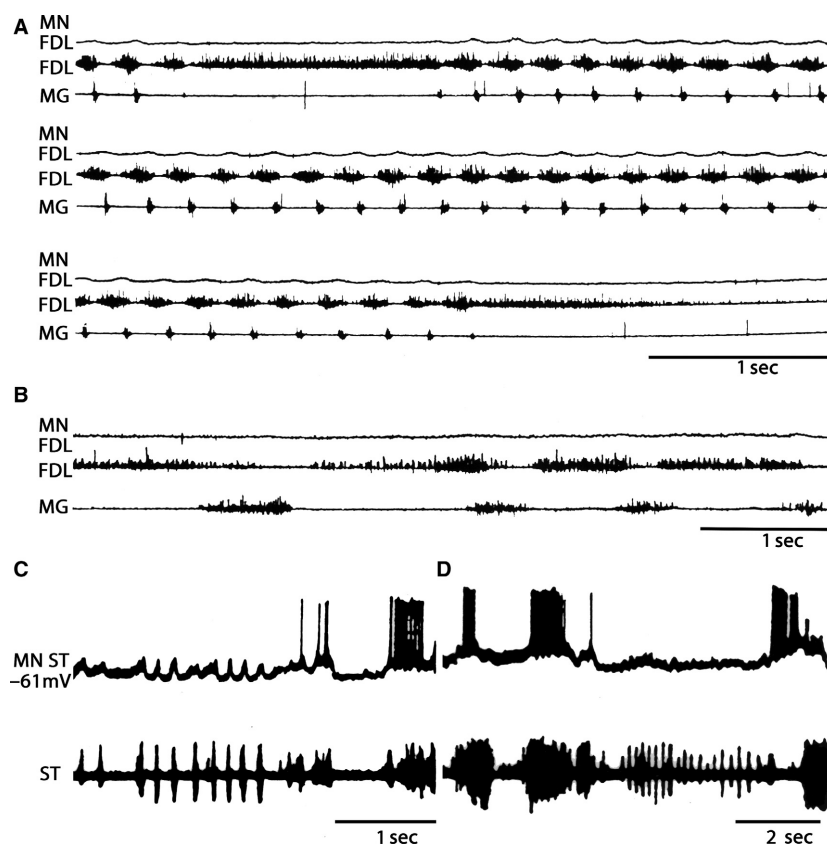 A
MN
FDL
FDL
MG
MN
FDL
FDL
MG
MN
FDL
FDL
MG
1 sec
B
MN
FDL
FDL
MG
1 sec
C
D
MN ST
–61mV
ST
1 sec
2 sec